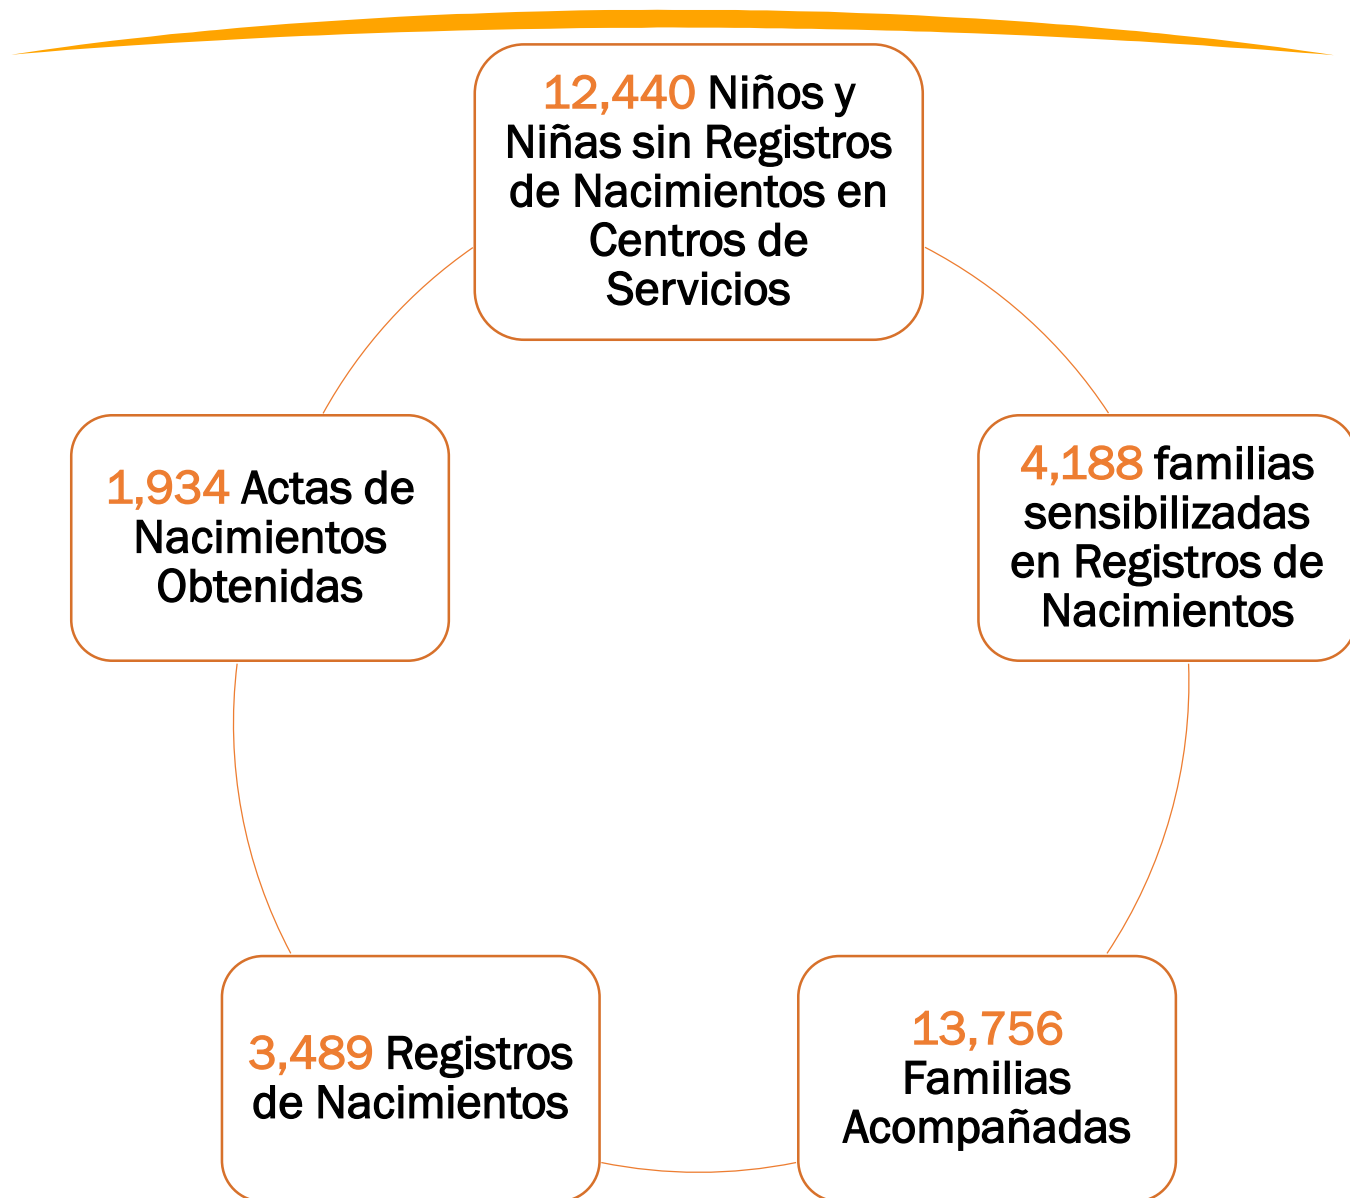 12,440 Niños y
Niñas sin Registros
de Nacimientos en
Centros de
Servicios
4,188 familias
sensibilizadas
en Registros de
Nacimientos
13,756
Familias
Acompañadas
3,489 Registros
de Nacimientos
1,934 Actas de
Nacimientos
Obtenidas